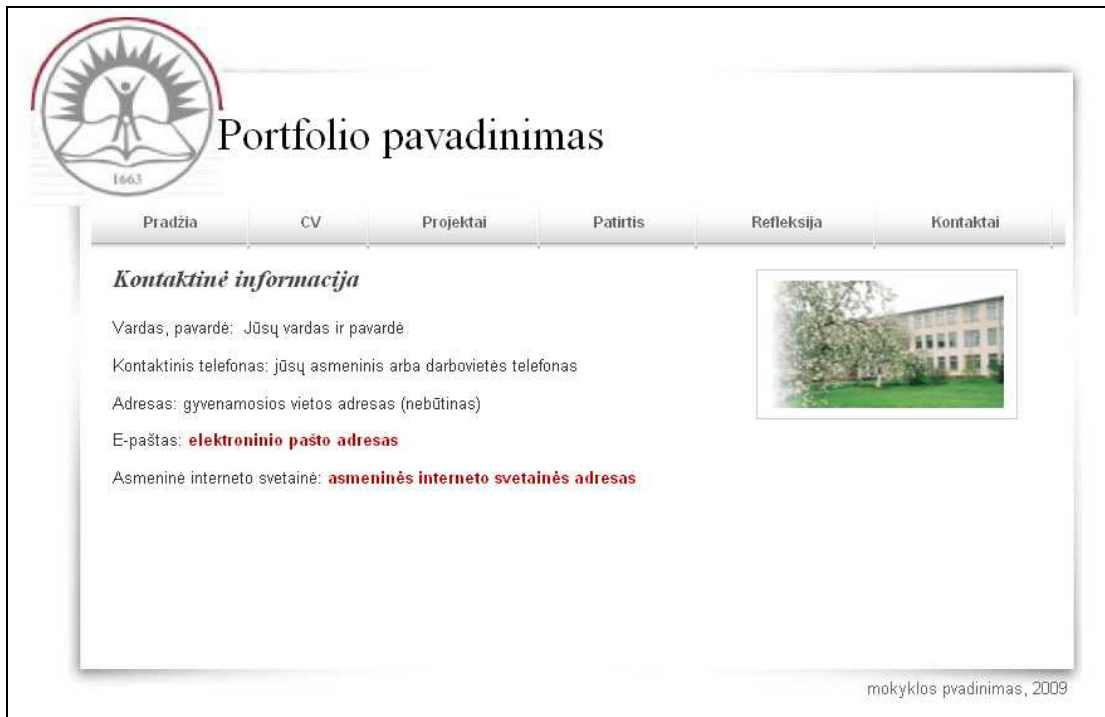 1663
Portfolio pavadinimas
Pradžia CV Projektai Patirtis Refleksija Kontaktai
Kontaktinė informacija
Vardas, pavardė: Jūsų vardas ir pavardė
Kontaktinis telefonas: jūsų asmeninis arba darbovietės telefonas
Adresas: gyvenamosios vietos adresas (nebūtinas)
E-paštas: elektroninio pašto adresas
Asmeninė interneto svetainė: asmeninės interneto svetainės adresas
mokyklos pvadinimas, 2009